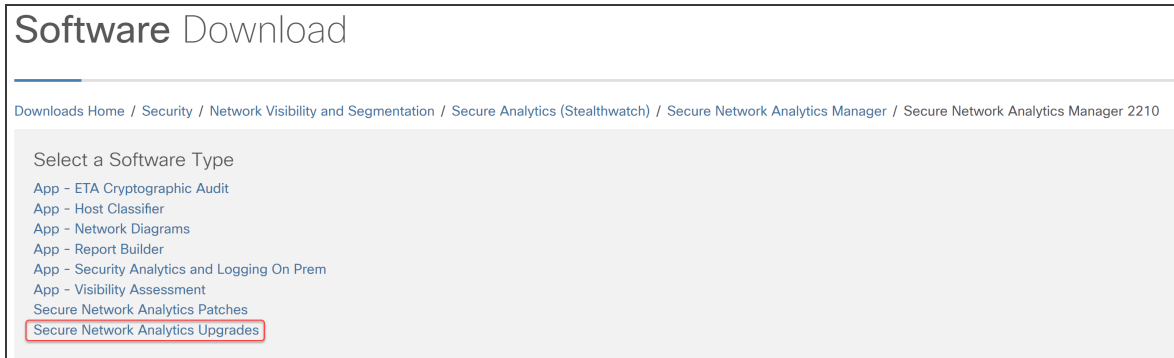 Software Download
Downloads Home / Security / Network Visibility and Segmentation / Secure Analytics (Stealthwatch) / Secure Network Analytics Manager / Secure Network Analytics Manager 2210
Select a Software Type
App - ETA Cryptographic Audit
App - Host Classifier
App - Network Diagrams
App - Report Builder
App - Security Analytics and Logging On Prem
App - Visibility Assessment
Secure Network Analytics Patches
Secure Network Analytics Upgrades